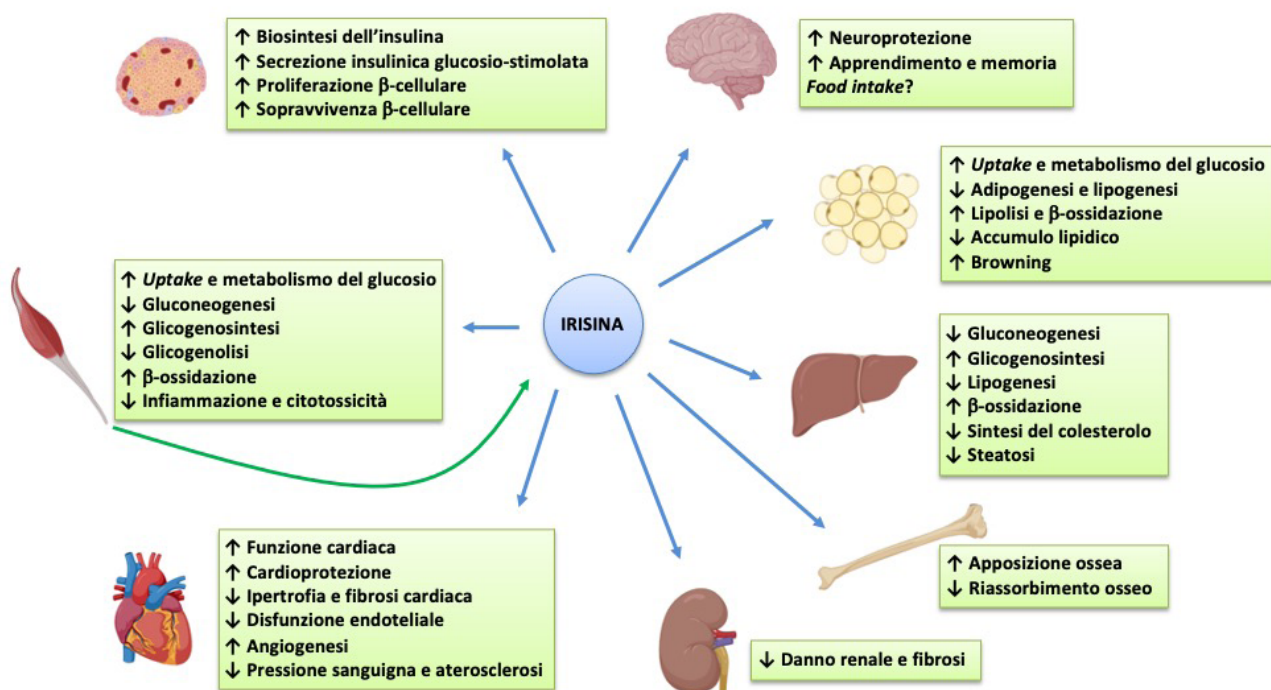 ↑ Biosintesi dell’insulina
↑ Secrezione insulinica glucosio-stimolata
↑ Proliferazione β-cellulare
↑ Sopravvivenza β-cellulare
↑ Neuroprotezione
↑ Apprendimento e memoria
Food intake?
↑ Uptake e metabolismo del glucosio
↓ Adipogenesi e lipogenesi
↑ Lipolisi e β-ossidazione
↓ Accumulo lipidico
↑ Browning
↑ Uptake e metabolismo del glucosio
↓ Gluconeogenesi
↑ Glicogenosintesi
↓ Glicogenolisi
↑ β-ossidazione
↓ Infiammazione e citotossicità
IRISINA
↓ Gluconeogenesi
↑ Glicogenosintesi
↓ Lipogenesi
↑ β-ossidazione
↓ Sintesi del colesterolo
↓ Steatosi
↑ Apposizione ossea
↓ Riassorbimento osseo
↑ Funzione cardiaca
↑ Cardioprotezione
↓ Ipertrofia e fibrosi cardiaca
↓ Disfunzione endoteliale
↑ Angiogenesi
↓ Pressione sanguigna e aterosclerosi
↓ Danno renale e fibrosi